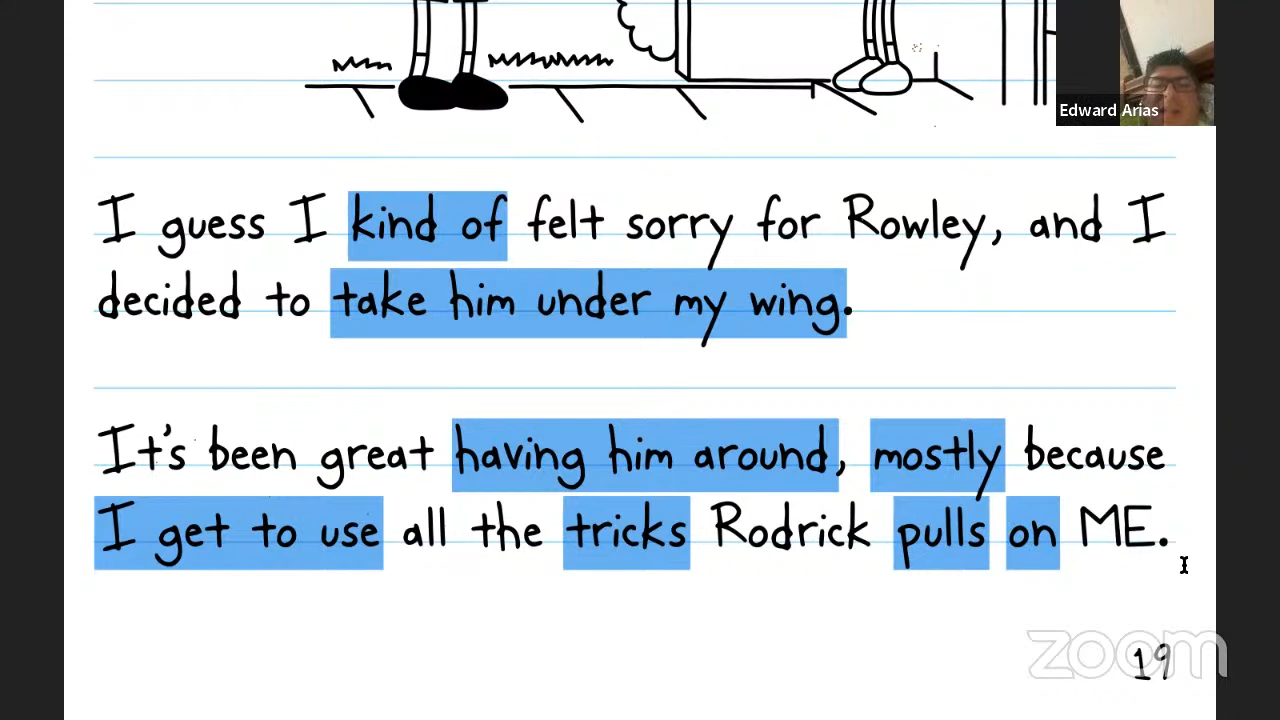 Edward Arias
I guess I kind of felt sorry for Rowley, and I
decided to take him under my wing.
It's been great having him around, mostly because
I get to use all the tricks Rodrick pulls on ME.
zoom
19